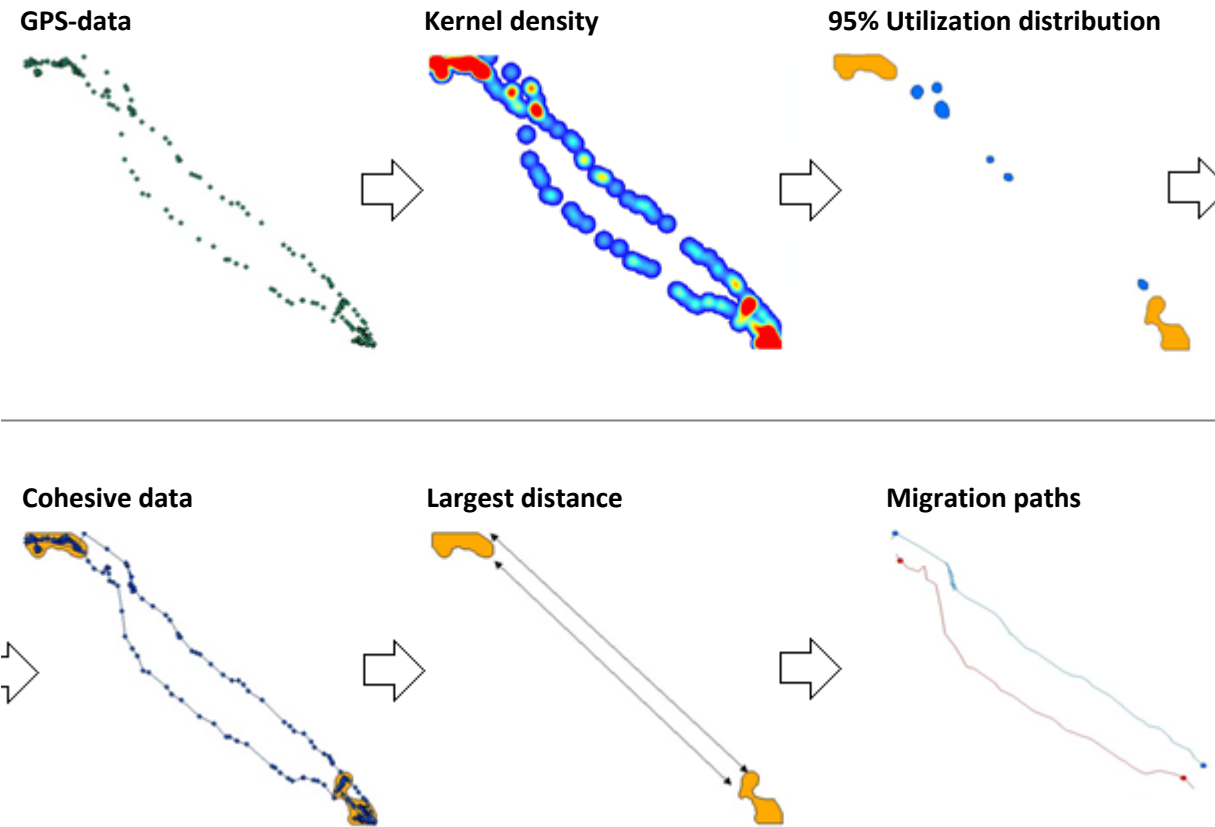 GPS-data
Kernel density
95% Utilization distribution
Cohesive data
Largest distance
Migration paths